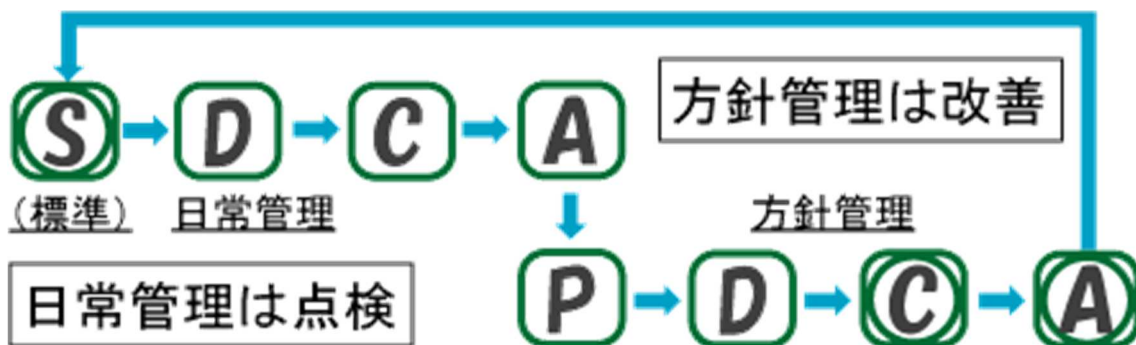 S D C A
方針管理は改善
(標準) 日常管理
方針管理
日常管理は点検
P D C A